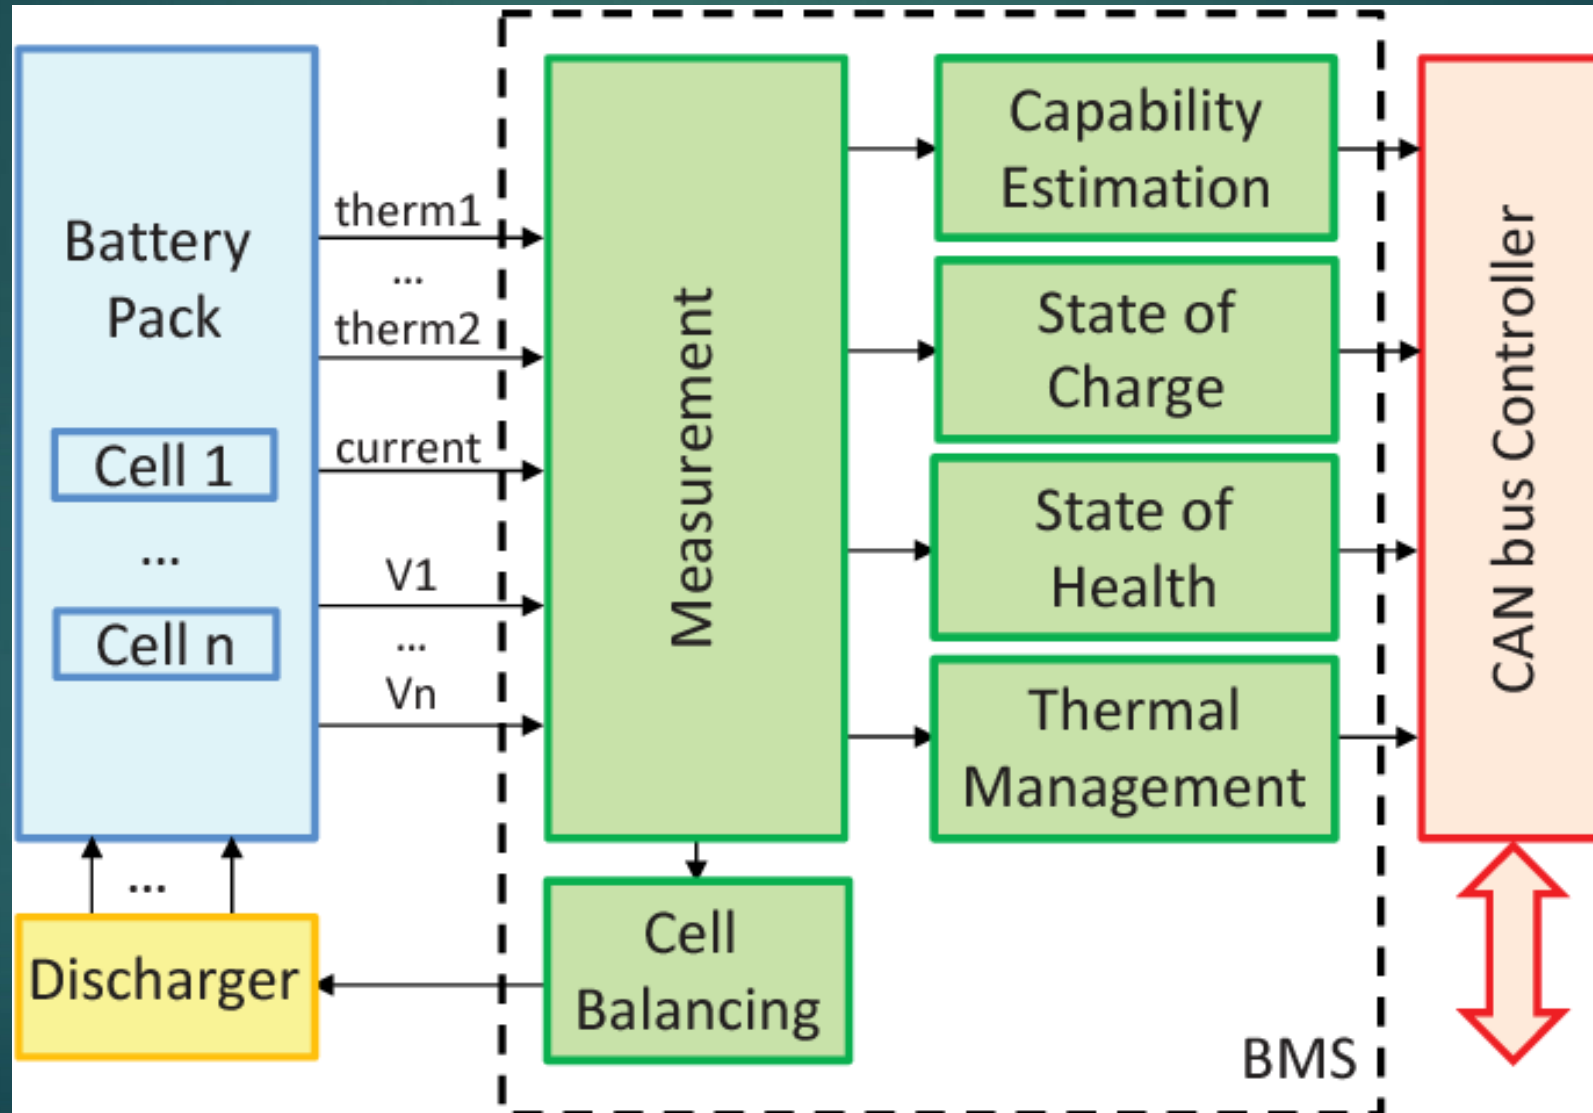 Battery
Pack
Cell 1
...
Cell n
therm1
...
therm2
current
V1
...
Vn
Measurement
Capability
Estimation
State of
Charge
State of
Health
Thermal
Management
CAN bus Controller
...
Discharger
Cell
Balancing
BMS